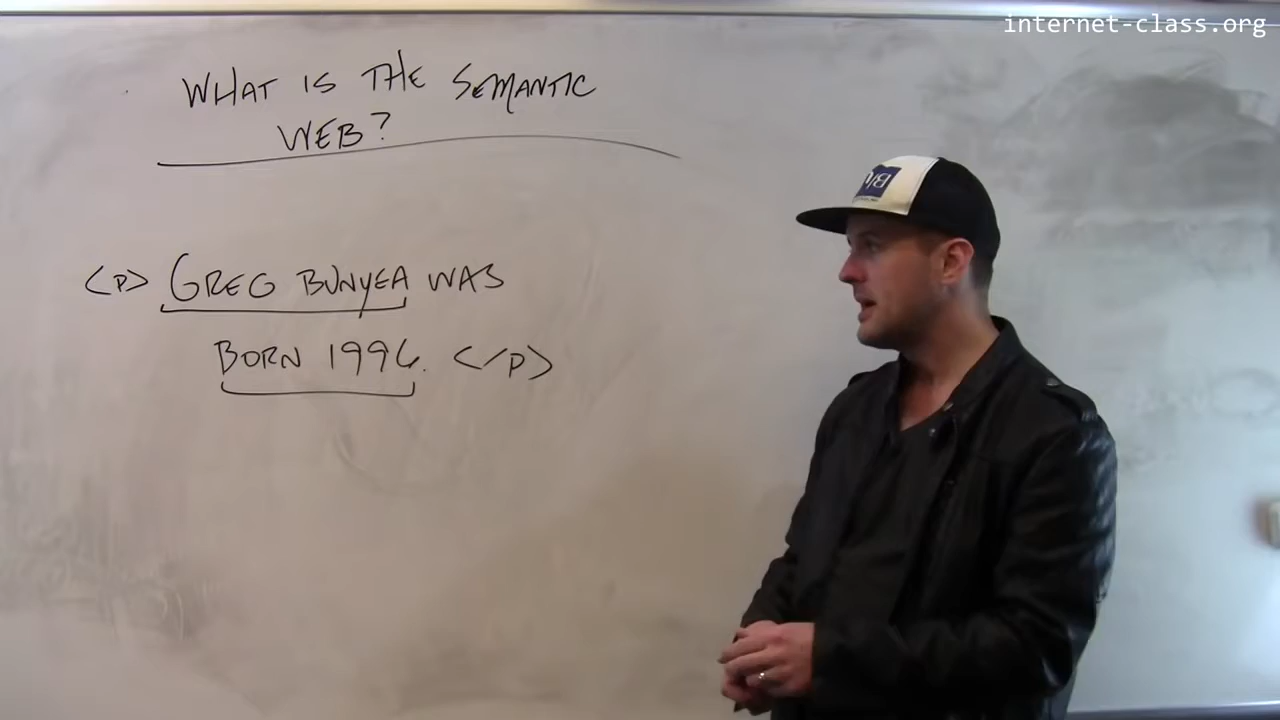 internet-class.org
WHAT IS THE SEMANTIC
WEB?
<p> GREG BUNYEA WAS
BORN 1996. </p>